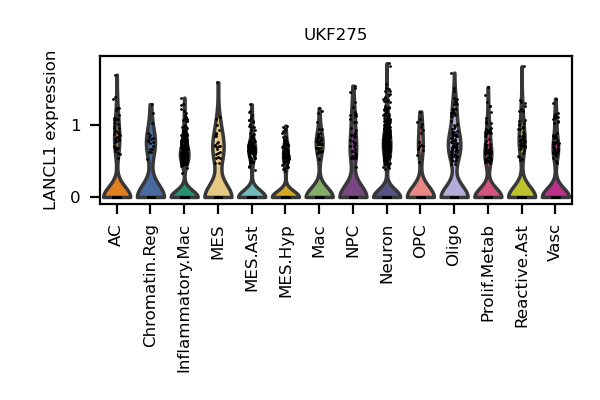 UKF275
LANCL1 expression
1
0
AC
Chromatin.Reg
Inflammatory.Mac
MES
MES.Ast
MES.Hyp
Mac
NPC
Neuron
OPC
Oligo
Prolif.Metab
Reactive.Ast
Vasc